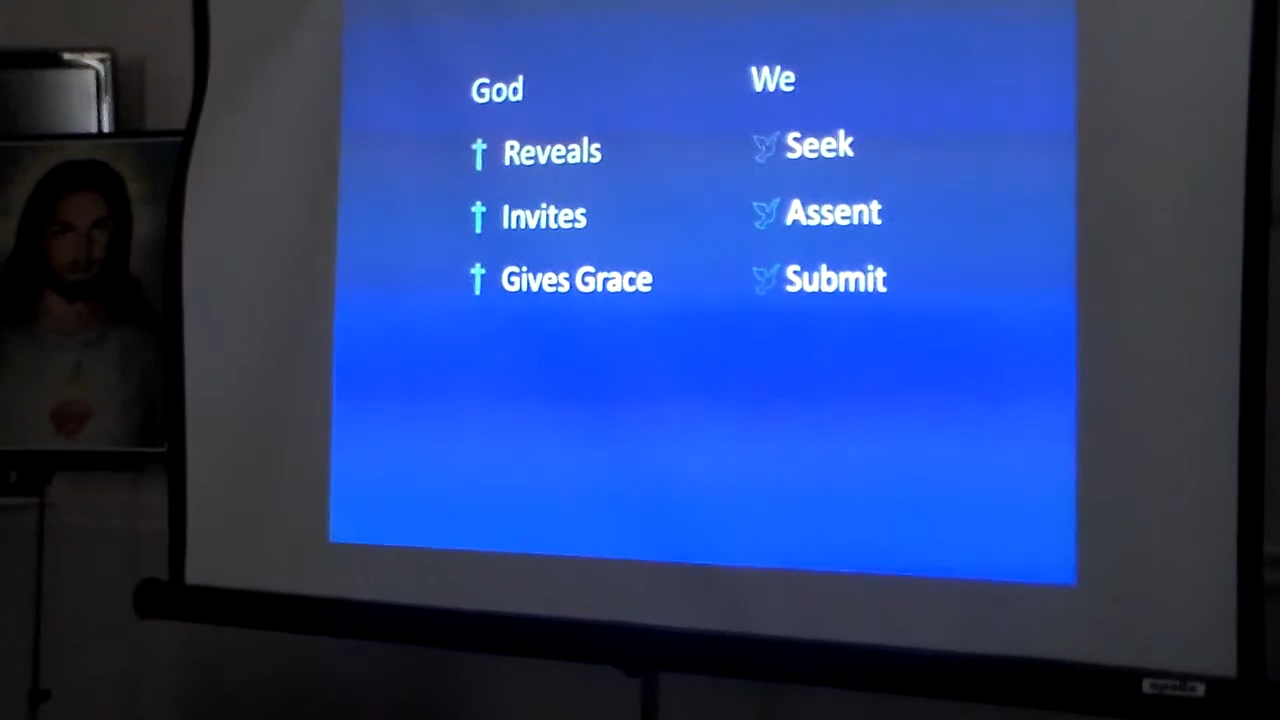 God
Reveals
Invites
Gives Grace
We
Seek
Assent
Submit